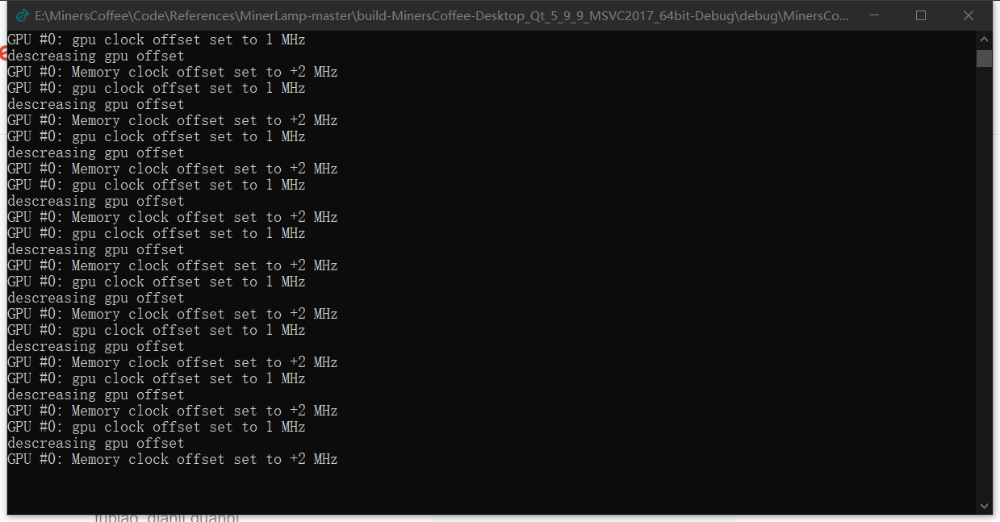 E:\MinersCoffee\Code\References\MinerLamp-master\build-MinersCoffee-Desktop_Qt_5_9_9_MSVC2017_64bit-Debug\debug\MinersCo...
GPU #0: gpu clock offset set to 1 MHz
descreasing gpu offset
GPU #0: Memory clock offset set to +2 MHz
GPU #0: gpu clock offset set to 1 MHz
descreasing gpu offset
GPU #0: Memory clock offset set to +2 MHz
GPU #0: gpu clock offset set to 1 MHz
descreasing gpu offset
GPU #0: Memory clock offset set to +2 MHz
GPU #0: gpu clock offset set to 1 MHz
descreasing gpu offset
GPU #0: Memory clock offset set to +2 MHz
GPU #0: gpu clock offset set to 1 MHz
descreasing gpu offset
GPU #0: Memory clock offset set to +2 MHz
GPU #0: gpu clock offset set to 1 MHz
descreasing gpu offset
GPU #0: Memory clock offset set to +2 MHz
GPU #0: gpu clock offset set to 1 MHz
descreasing gpu offset
GPU #0: Memory clock offset set to +2 MHz
GPU #0: gpu clock offset set to 1 MHz
descreasing gpu offset
GPU #0: Memory clock offset set to +2 MHz
GPU #0: gpu clock offset set to 1 MHz
descreasing gpu offset
GPU #0: Memory clock offset set to +2 MHz